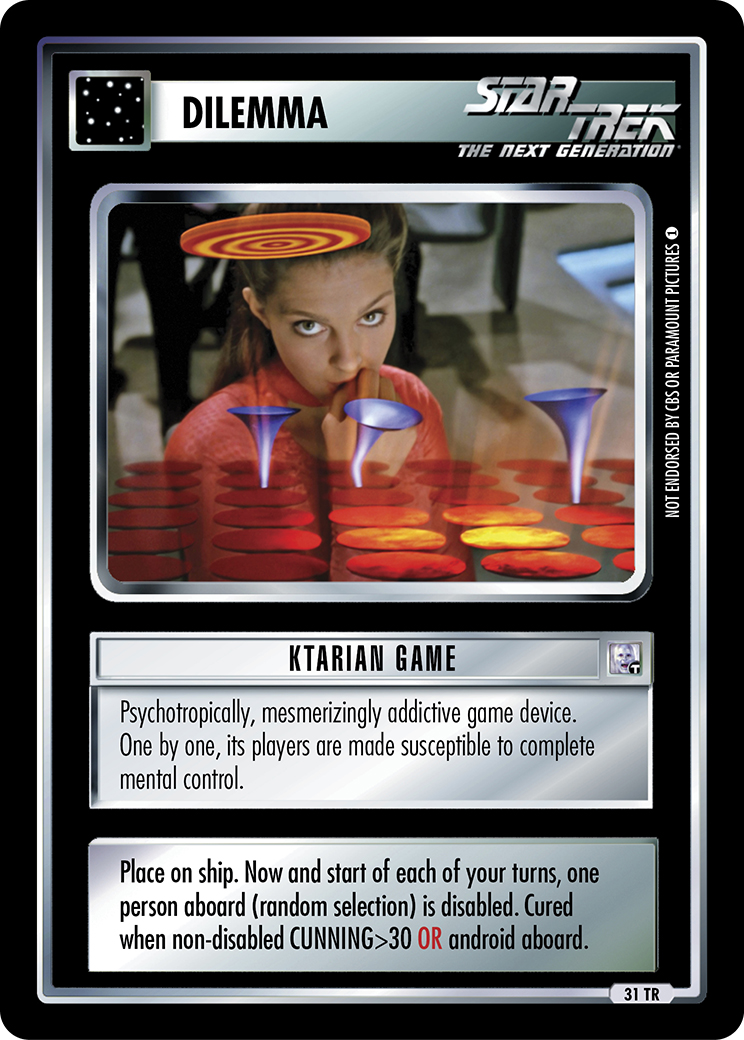 DILEMMA
STAR TREK
THE NEXT GENERATION
NOT ENDORSED BY CBS OR PARAMOUNT PICTURES 1
KTARIAN GAME
T
Psychotropically, mesmerizingly addictive game device.
One by one, its players are made susceptible to complete
mental control.
Place on ship. Now and start of each of your turns, one
person aboard (random selection) is disabled. Cured
when non-disabled CUNNING>30 OR android aboard.
31 TR